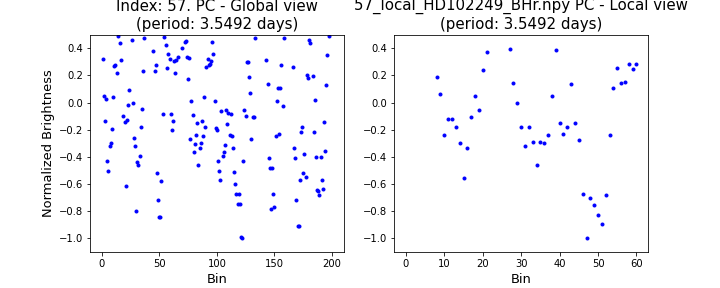 Index: 57. PC - Global view
(period: 3.5492 days)
57_local_HD102249_BHr.npy PC - Local view
(period: 3.5492 days)
Normalized Brightness
0.4
0.2
0.0
−0.2
−0.4
−0.6
−0.8
−1.0
0 50 100 150 200
Bin
0.4
0.2
0.0
−0.2
−0.4
−0.6
−0.8
−1.0
0 10 20 30 40 50 60
Bin